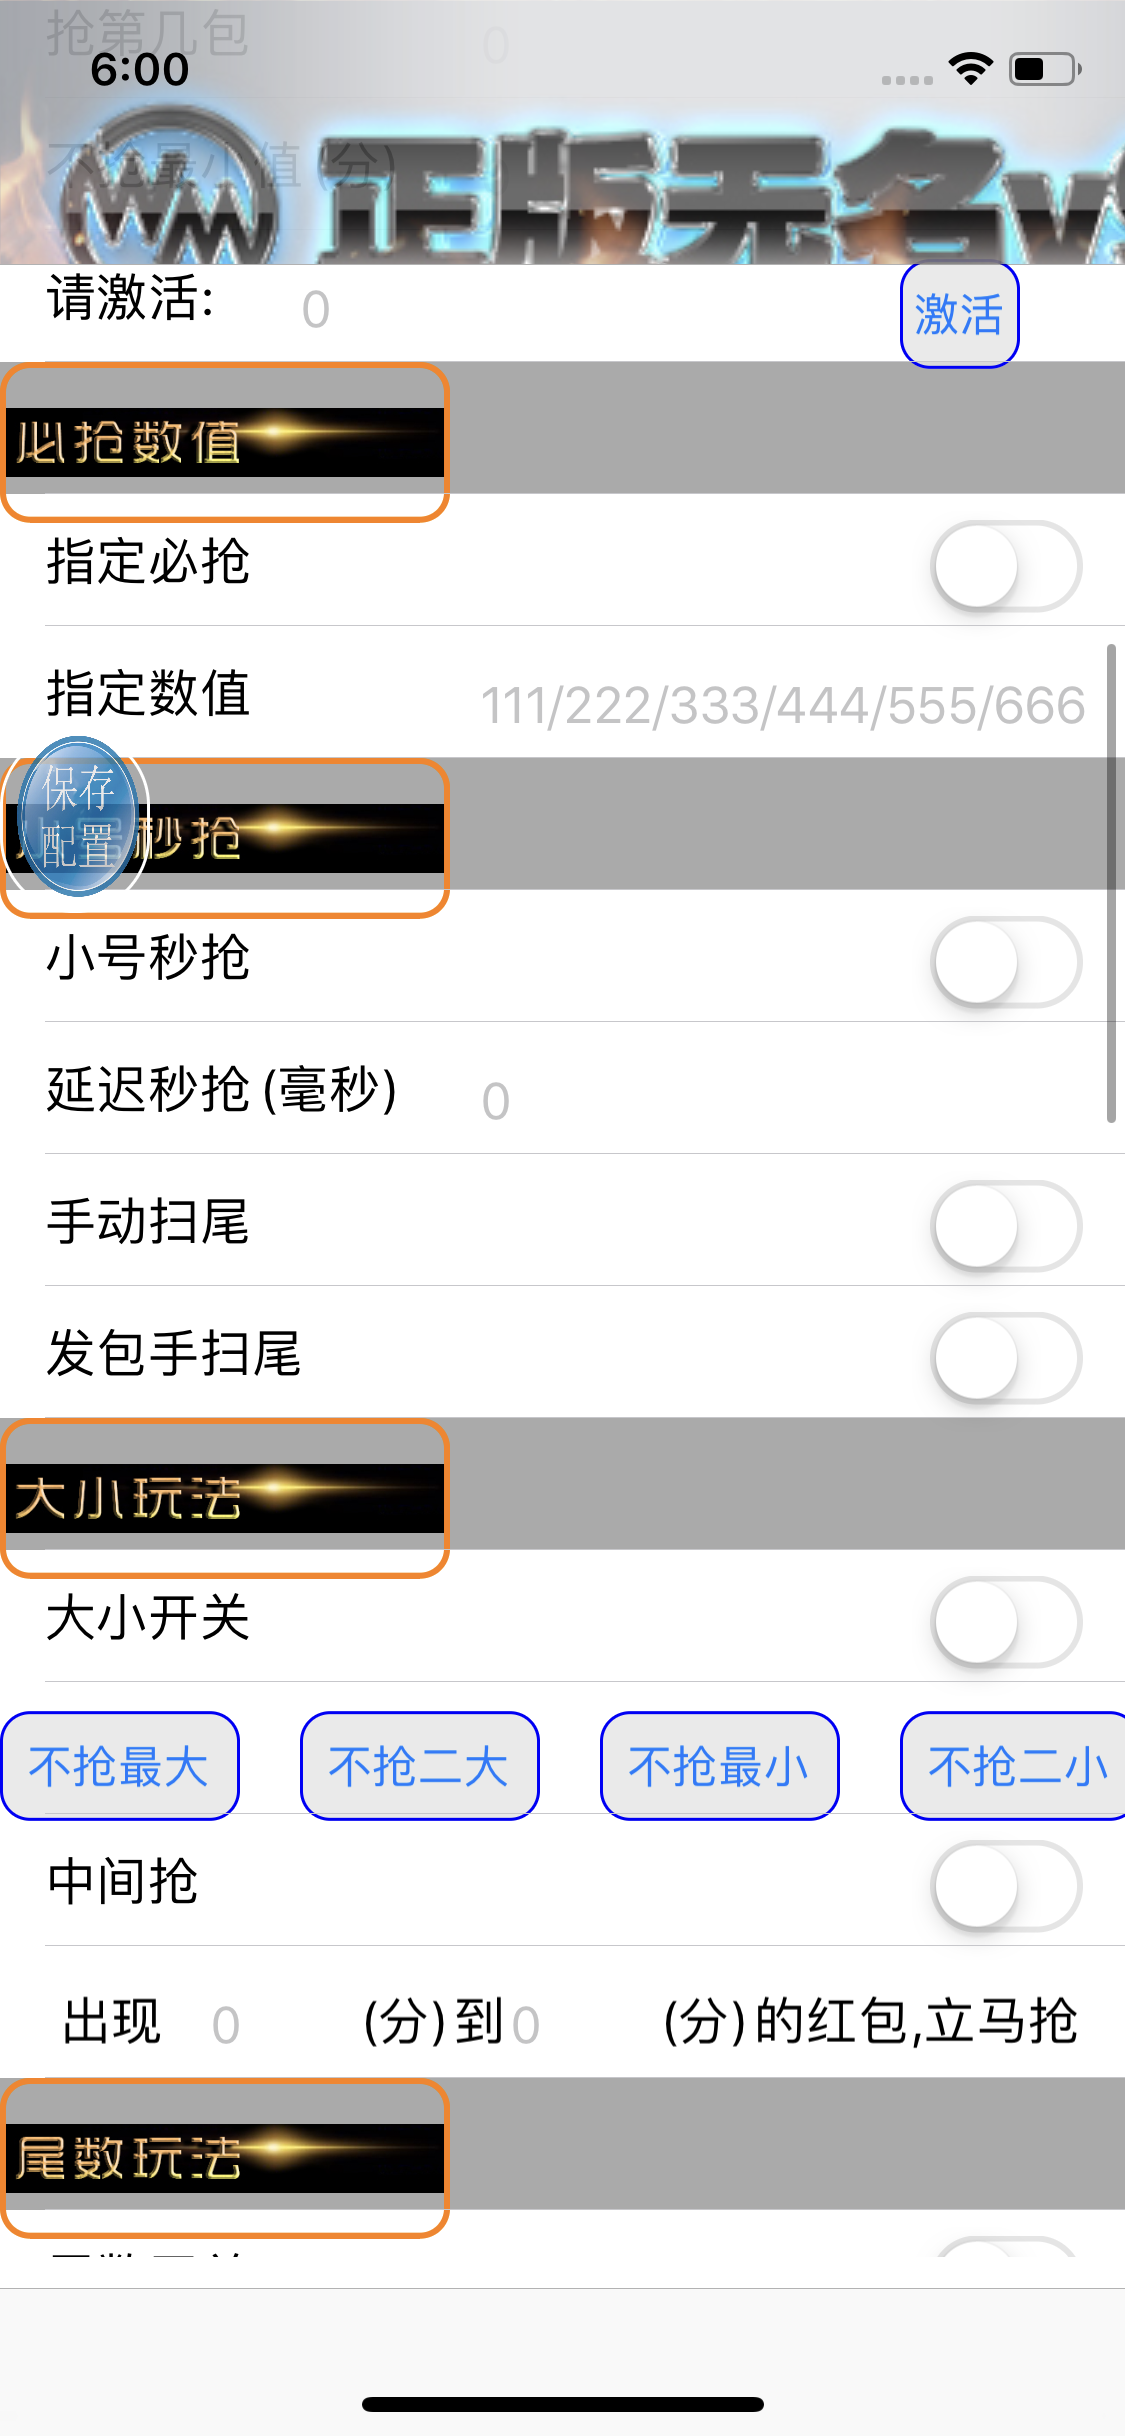 抢第几包 0
6:00
不抢最小值(分)
WM 正版无名v
请激活: 0 激活
必抢数值
指定必抢
指定数值 111/222/333/444/555/666
保存
配置
小号秒抢
小号秒抢
延迟秒抢(毫秒) 0
手动扫尾
发包手扫尾
大小玩法
大小开关
不抢最大 不抢二大 不抢最小 不抢二小
中间抢
出现 0 (分)到 0 (分)的红包,立马抢
尾数玩法